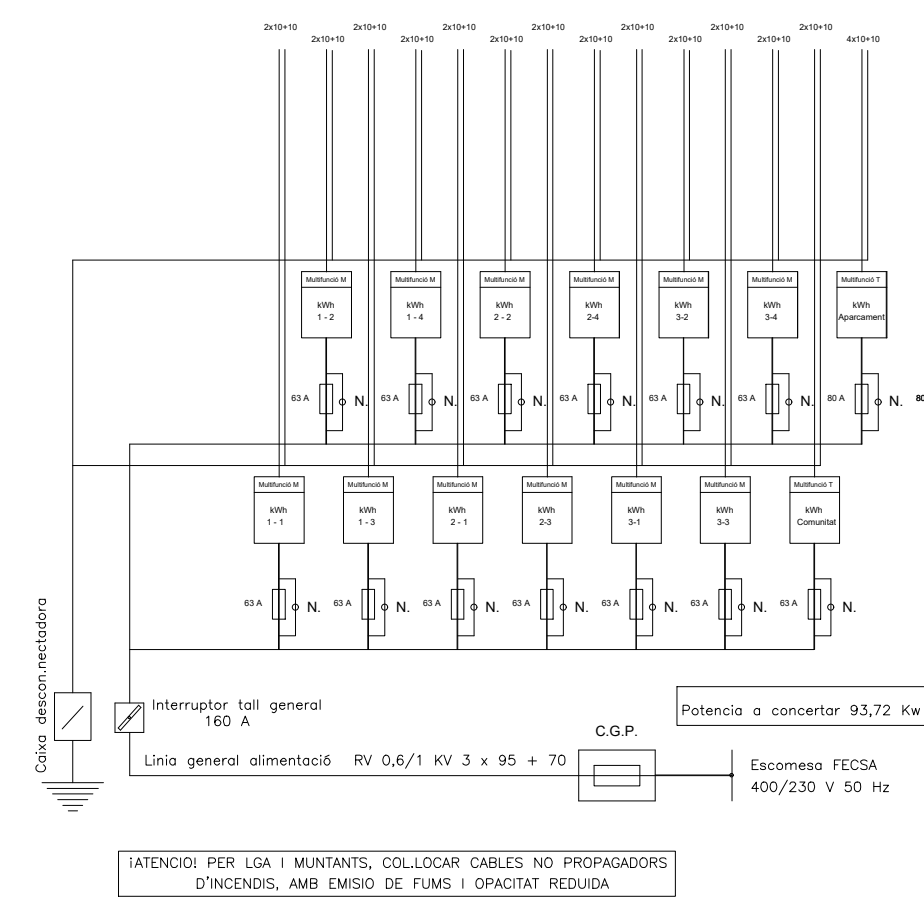 2x10+10 2x10+10 2x10+10 2x10+10 2x10+10 2x10+10 2x10+10
2x10+10 2x10+10 2x10+10 2x10+10 2x10+10 2x10+10 4x10+10
Multifunció M Multifunció M Multifunció M Multifunció M Multifunció M Multifunció M Multifunció T
kWh kWh kWh kWh kWh kWh kWh
1 - 2 1 - 4 2 - 2 2-4 3-2 3-4 Aparcament
63 A N. 63 A N. 63 A N. 63 A N. 63 A N. 63 A N. 80 A N. 80
Multifunció M Multifunció M Multifunció M Multifunció M Multifunció M Multifunció M Multifunció T
kWh kWh kWh kWh kWh kWh kWh
1 - 1 1 - 3 2 - 1 2-3 3-1 3-3 Comunitat
63 A N. 63 A N. 63 A N. 63 A N. 63 A N. 63 A N. 63 A N.
Caixa descon.nectadora
Interruptor tall general
160 A
Potencia a concertar 93,72 Kw
C.G.P.
Linia general alimentació RV 0,6/1 KV 3 x 95 + 70
Escomesa FECSA
400/230 V 50 Hz
¡ATENCIO! PER LGA I MUNTANTS, COL.LOCAR CABLES NO PROPAGADORS
D'INCENDIS, AMB EMISIO DE FUMS I OPACITAT REDUIDA